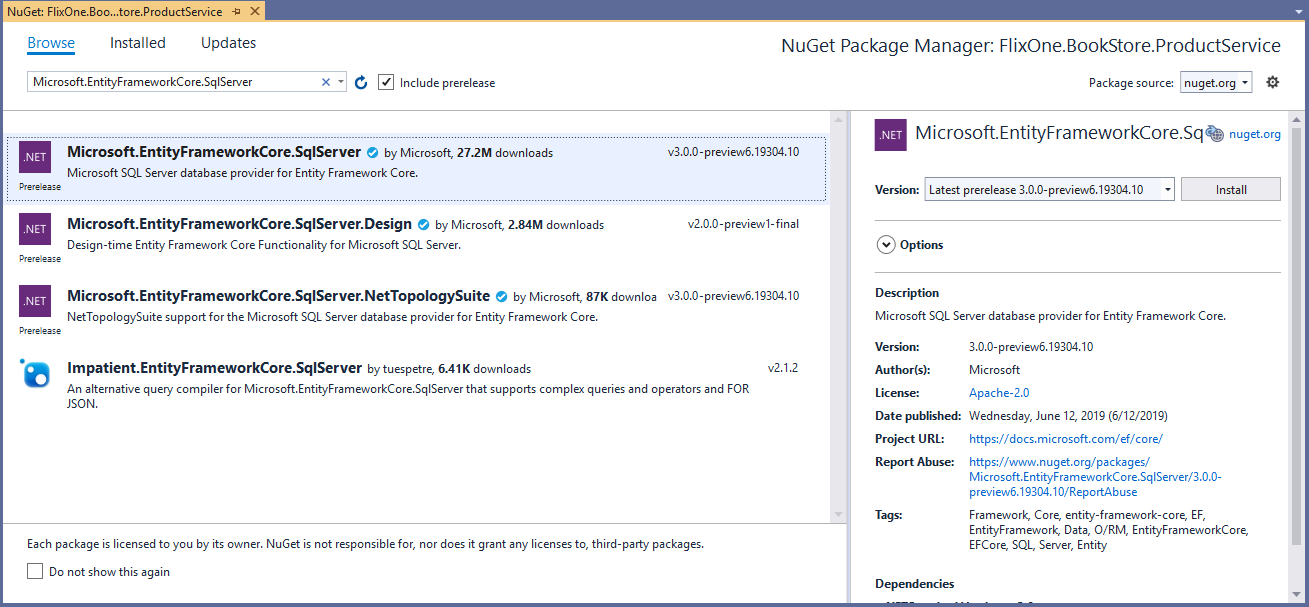 NuGet: FlixOne.Boo...tore.ProductService
Browse Installed Updates
NuGet Package Manager: FlixOne.BookStore.ProductService
Microsoft.EntityFrameworkCore.SqlServer
Include prerelease
Package source: nuget.org
.NET
Microsoft.EntityFrameworkCore.SqlServer by Microsoft, 27.2M downloads v3.0.0-preview6.19304.10
Microsoft SQL Server database provider for Entity Framework Core.
Prerelease
.NET
Microsoft.EntityFrameworkCore.SqlServer.Design by Microsoft, 2.84M downloads v2.0.0-preview1-final
Design-time Entity Framework Core Functionality for Microsoft SQL Server.
Prerelease
.NET
Microsoft.EntityFrameworkCore.SqlServer.NetTopologySuite by Microsoft, 87K downloa v3.0.0-preview6.19304.10
NetTopologySuite support for the Microsoft SQL Server database provider for Entity Framework Core.
Prerelease
Impatient.EntityFrameworkCore.SqlServer by tuespetre, 6.41K downloads v2.1.2
An alternative query compiler for Microsoft.EntityFrameworkCore.SqlServer that supports complex queries and operators and FOR
JSON.
Each package is licensed to you by its owner. NuGet is not responsible for, nor does it grant any licenses to, third-party packages.
Do not show this again
.NET
Microsoft.EntityFrameworkCore.Sq nuget.org
Version: Latest prerelease 3.0.0-preview6.19304.10 Install
Options
Description
Microsoft SQL Server database provider for Entity Framework Core.
Version: 3.0.0-preview6.19304.10
Author(s): Microsoft
License: Apache-2.0
Date published: Wednesday, June 12, 2019 (6/12/2019)
Project URL: https://docs.microsoft.com/ef/core/
Report Abuse: https://www.nuget.org/packages/
Microsoft.EntityFrameworkCore.SqlServer/3.0.0-
preview6.19304.10/ReportAbuse
Tags: Framework, Core, entity-framework-core, EF,
EntityFramework, Data, O/RM, EntityFrameworkCore,
EFCore, SQL, Server, Entity
Dependencies